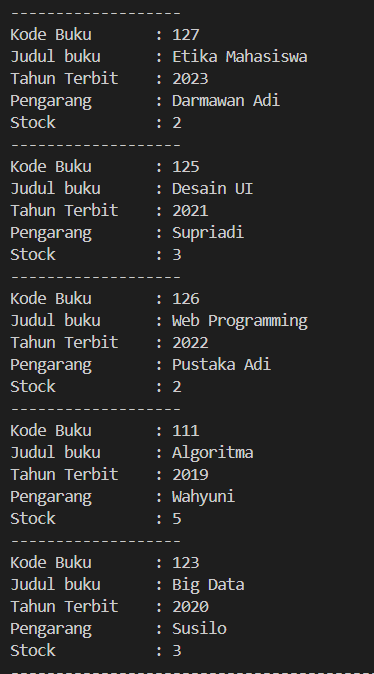 -------------------
Kode Buku : 127
Judul buku : Etika Mahasiswa
Tahun Terbit : 2023
Pengarang : Darmawan Adi
Stock : 2
-------------------
Kode Buku : 125
Judul buku : Desain UI
Tahun Terbit : 2021
Pengarang : Supriadi
Stock : 3
-------------------
Kode Buku : 126
Judul buku : Web Programming
Tahun Terbit : 2022
Pengarang : Pustaka Adi
Stock : 2
-------------------
Kode Buku : 111
Judul buku : Algoritma
Tahun Terbit : 2019
Pengarang : Wahyuni
Stock : 5
-------------------
Kode Buku : 123
Judul buku : Big Data
Tahun Terbit : 2020
Pengarang : Susilo
Stock : 3
-----------------------------------------